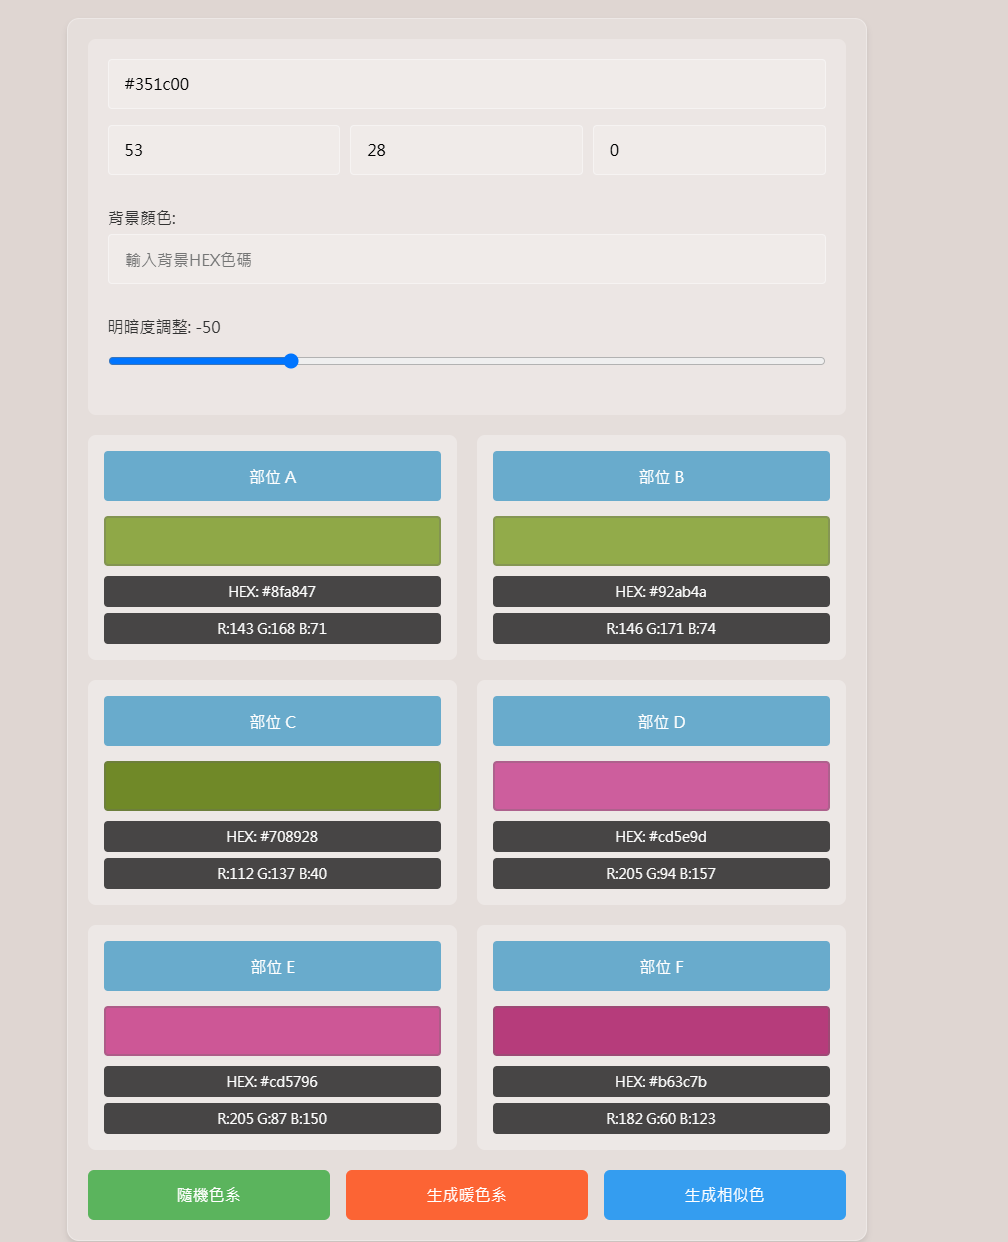 #351c00
53 28 0
背景顏色:
輸入背景HEX色碼
明暗度調整: -50
部位 A
HEX: #8fa847
R:143 G:168 B:71
部位 B
HEX: #92ab4a
R:146 G:171 B:74
部位 C
HEX: #708928
R:112 G:137 B:40
部位 D
HEX: #cd5e9d
R:205 G:94 B:157
部位 E
HEX: #cd5796
R:205 G:87 B:150
部位 F
HEX: #b63c7b
R:182 G:60 B:123
隨機色系 生成暖色系 生成相似色